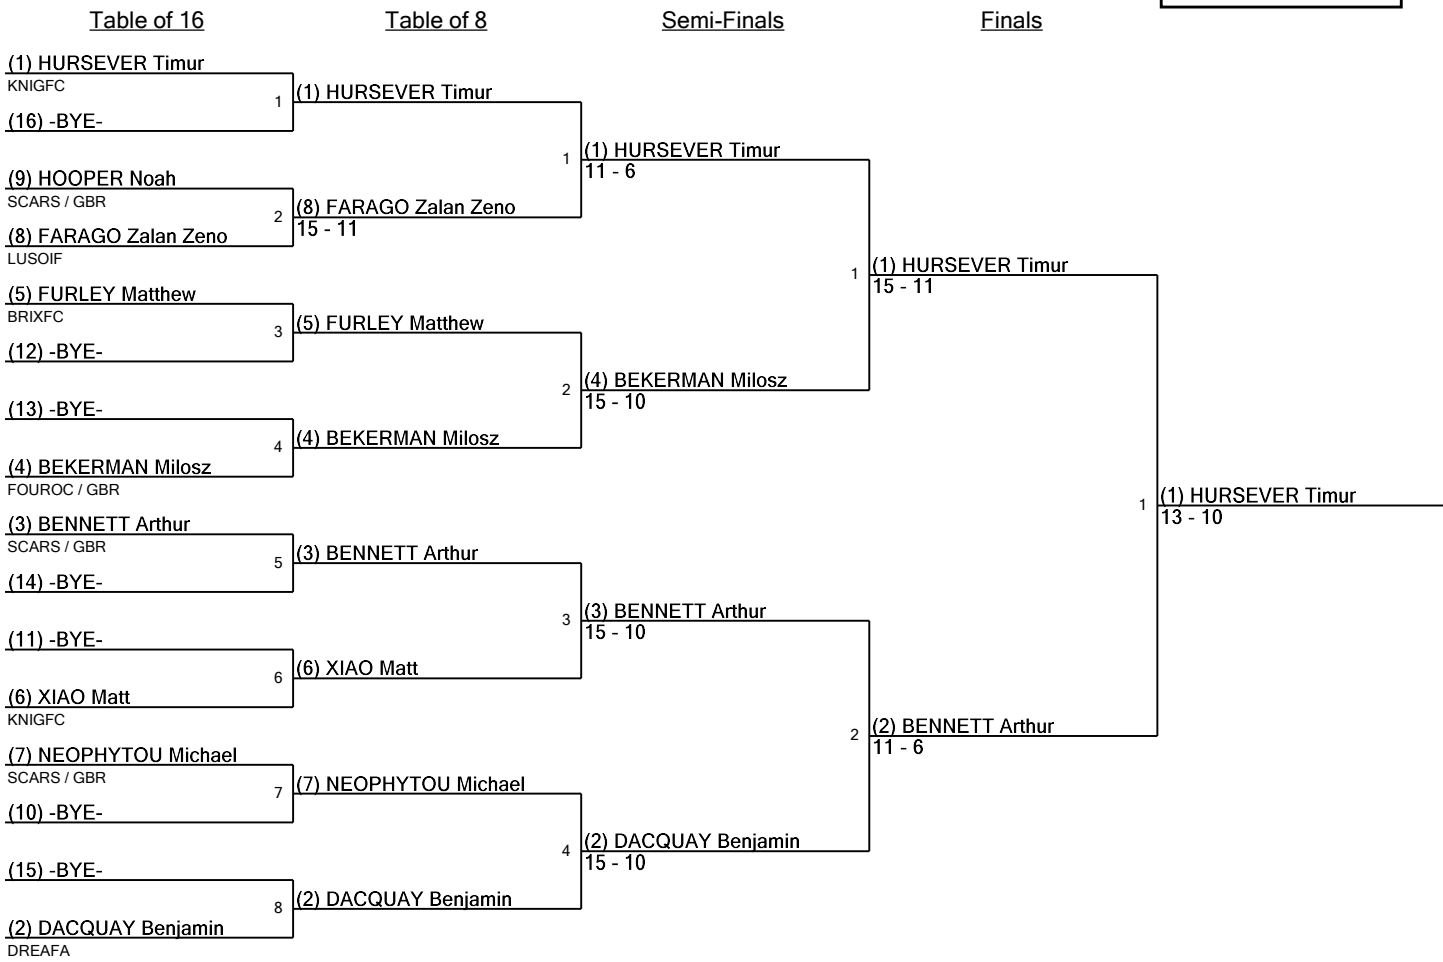 Table of 16
Table of 8
Semi-Finals
Finals
(1) HURSEVER Timur
KNIGFC
1
(16) -BYE-
(9) HOOPER Noah
SCARS / GBR
2
(8) FARAGO Zalan Zeno
LUSOIF
(5) FURLEY Matthew
BRIXFC
3
(12) -BYE-
(13) -BYE-
4
(4) BEKERMAN Milosz
FOUROC / GBR
(3) BENNETT Arthur
SCARS / GBR
5
(14) -BYE-
(11) -BYE-
6
(6) XIAO Matt
KNIGFC
(7) NEOPHYTOU Michael
SCARS / GBR
7
(10) -BYE-
(15) -BYE-
8
(2) DACQUAY Benjamin
DREAFA
(1) HURSEVER Timur
1
(8) FARAGO Zalan Zeno
15 - 11
(5) FURLEY Matthew
2
(4) BEKERMAN Milosz
(3) BENNETT Arthur
3
(6) XIAO Matt
(7) NEOPHYTOU Michael
4
(2) DACQUAY Benjamin
(1) HURSEVER Timur
11 - 6
1
(4) BEKERMAN Milosz
15 - 10
(3) BENNETT Arthur
15 - 10
2
(2) DACQUAY Benjamin
15 - 10
(1) HURSEVER Timur
15 - 11
1
(2) BENNETT Arthur
11 - 6
(1) HURSEVER Timur
13 - 10